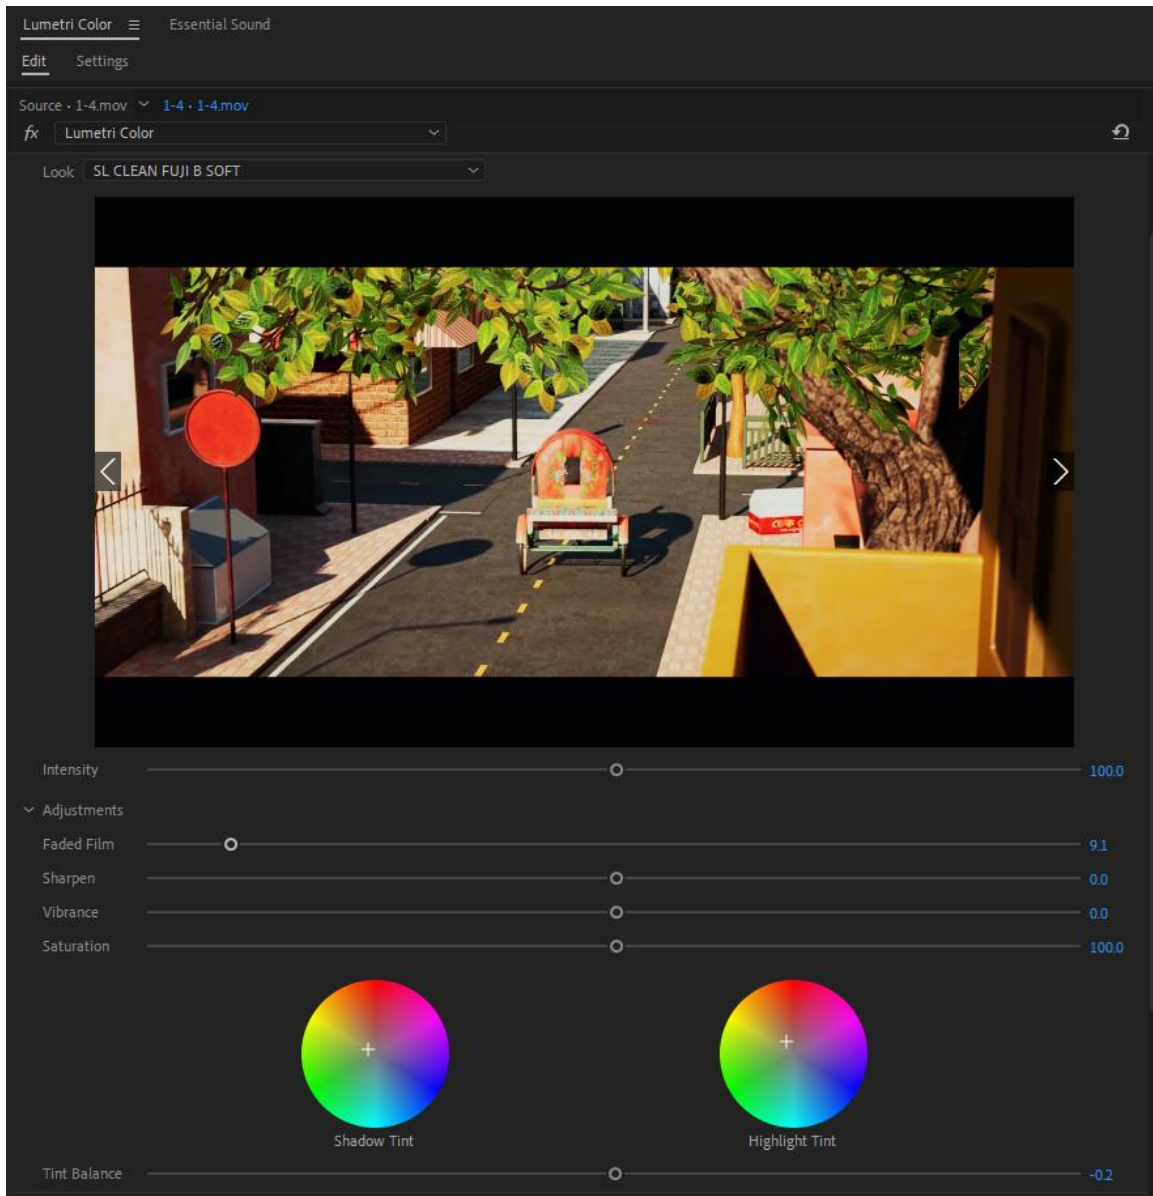 Lumetri Color Essential Sound
Edit Settings
Source • 1-4.mov 1-4 • 1-4.mov
fx Lumetri Color
Look SL CLEAN FUJI B SOFT
Intensity 100.0
Adjustments
Faded Film 9.1
Sharpen 0.0
Vibrance 0.0
Saturation 100.0
Shadow Tint Highlight Tint
Tint Balance -0.2